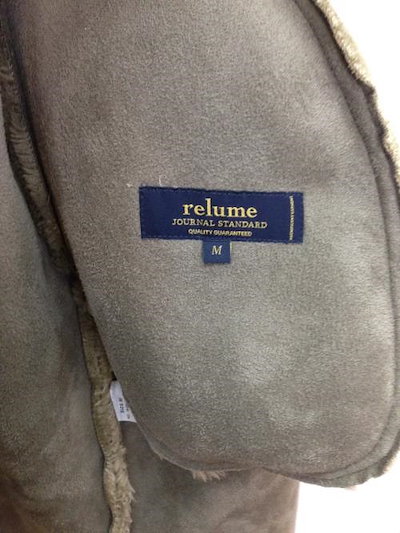 relume
JOURNAL STANDARD
QUALITY GUARANTEED
M